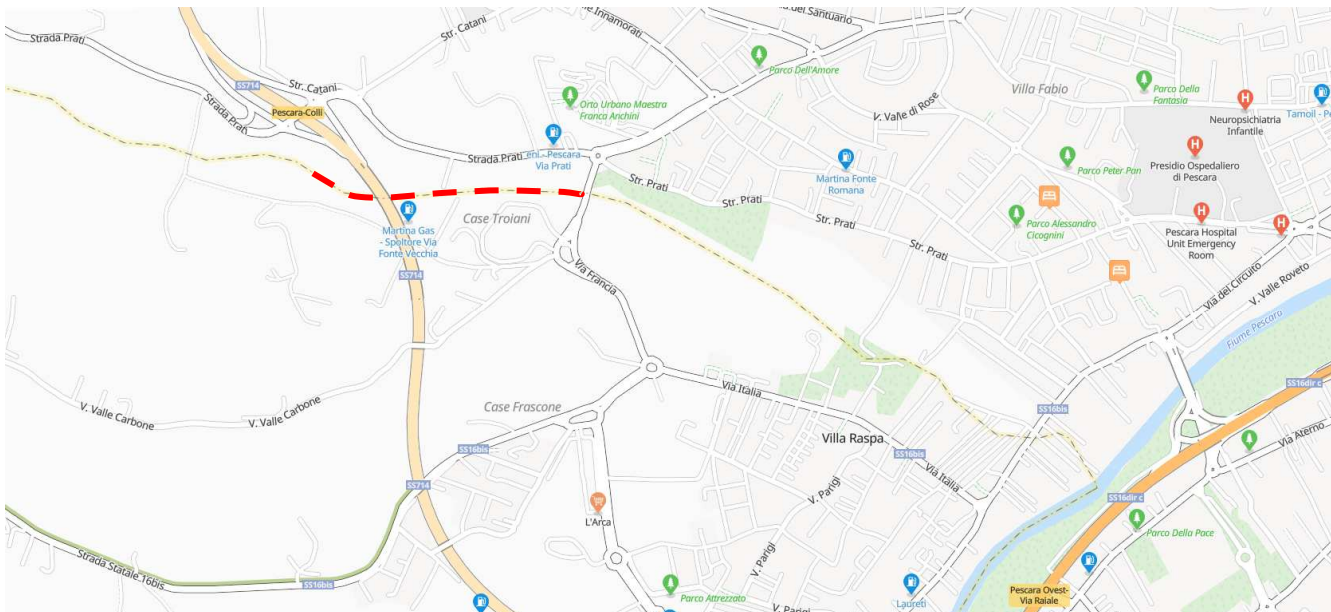 del Santuario
Innamorati
Str. Catani
Strada Prati
Parco Dell'Amore
Villa Fabio
Parco Della
Fantasia
SS714
Str. Catani
Pescara-Colli
Orto Urbano Maestra
Franca Anchini
V. Valle di Rose
Neuropsichiatria
Infantile
Tamoil - Pe
Strada Prati
Strada Prati
eni - Pescara
Via Prati
Presidio Ospedaliero
di Pescara
Martina Fonte
Romana
Parco Peter Pan
Str. Prati
Str. Prati
Str. Prati
Str. Prati
Case Troiani
Martina Gas
- Spoltore Via
Fonte Vecchia
Parco Alessandro
Cicognini
Pescara Hospital
Unit Emergency
Room
SS714
Via Francia
Via del Circuito
V. Valle Roveto
Fiume Pescara
Via Italia
SS16dir c
V. Valle Carbone
V. Valle Carbone
Case Frascone
SS16bis
SS16bis
Villa Raspa
SS16bis
Via Italia
Via Aterno
SS714
V. Parigi
SS16dir c
L'Arca
Parco Della Pace
Strada Statale 16bis
SS16bis
V. Parigi
Parco Attrezzato
V. Parigi
Laureti
Pescara Ovest-
Via Raiale